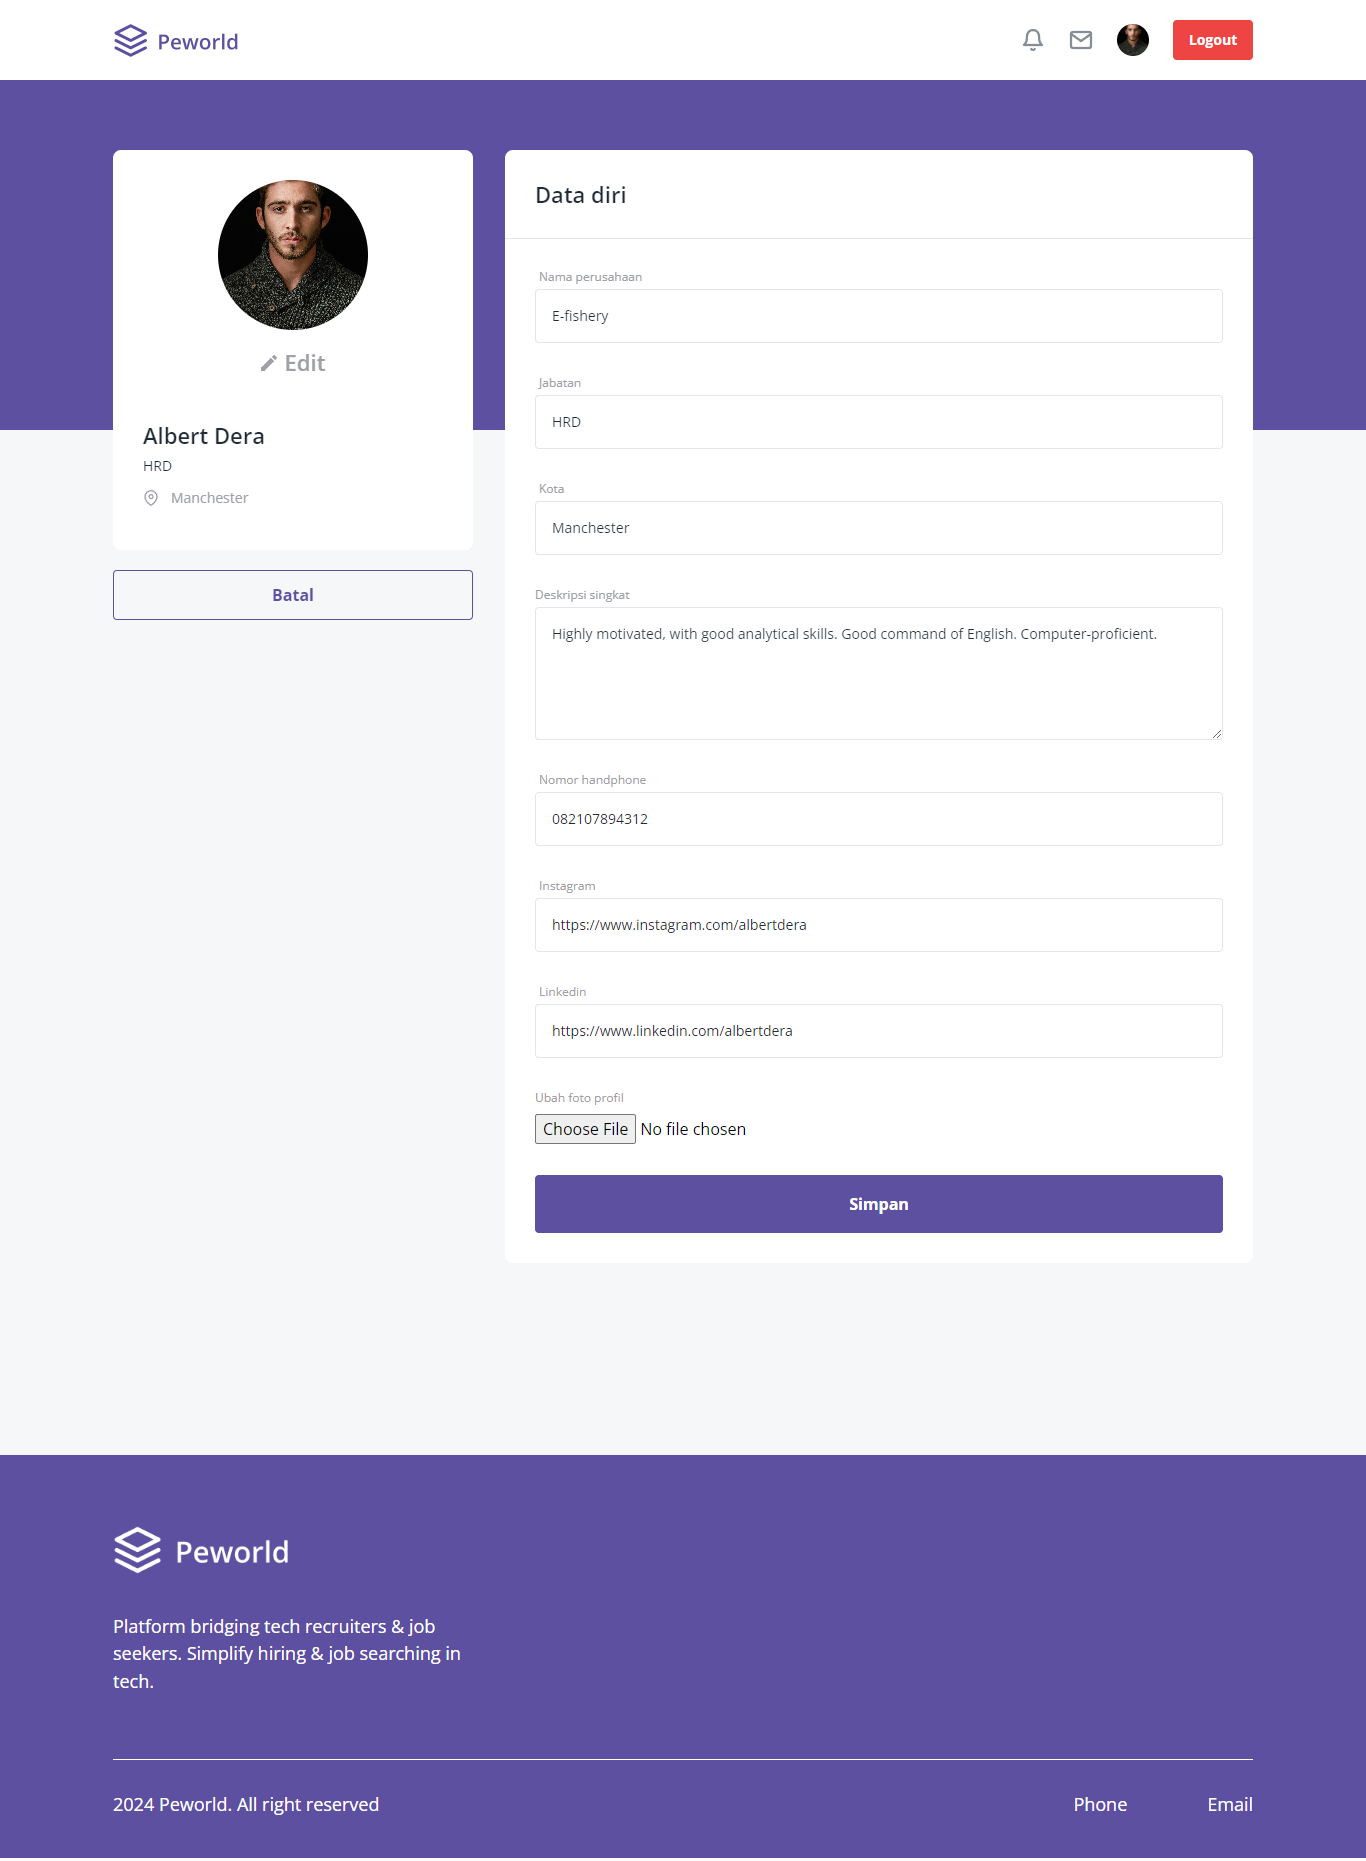 Peworld
Logout
Edit
Albert Dera
HRD
Manchester
Batal
Data diri
Nama perusahaan
E-fishery
Jabatan
HRD
Kota
Manchester
Deskripsi singkat
Highly motivated, with good analytical skills. Good command of English. Computer-proficient.
Nomor handphone
082107894312
Instagram
https://www.instagram.com/albertdera
Linkedin
https://www.linkedin.com/albertdera
Ubah foto profil
Choose File No file chosen
Simpan
Peworld
Platform bridging tech recruiters & job
seekers. Simplify hiring & job searching in
tech.
2024 Peworld. All right reserved
Phone
Email